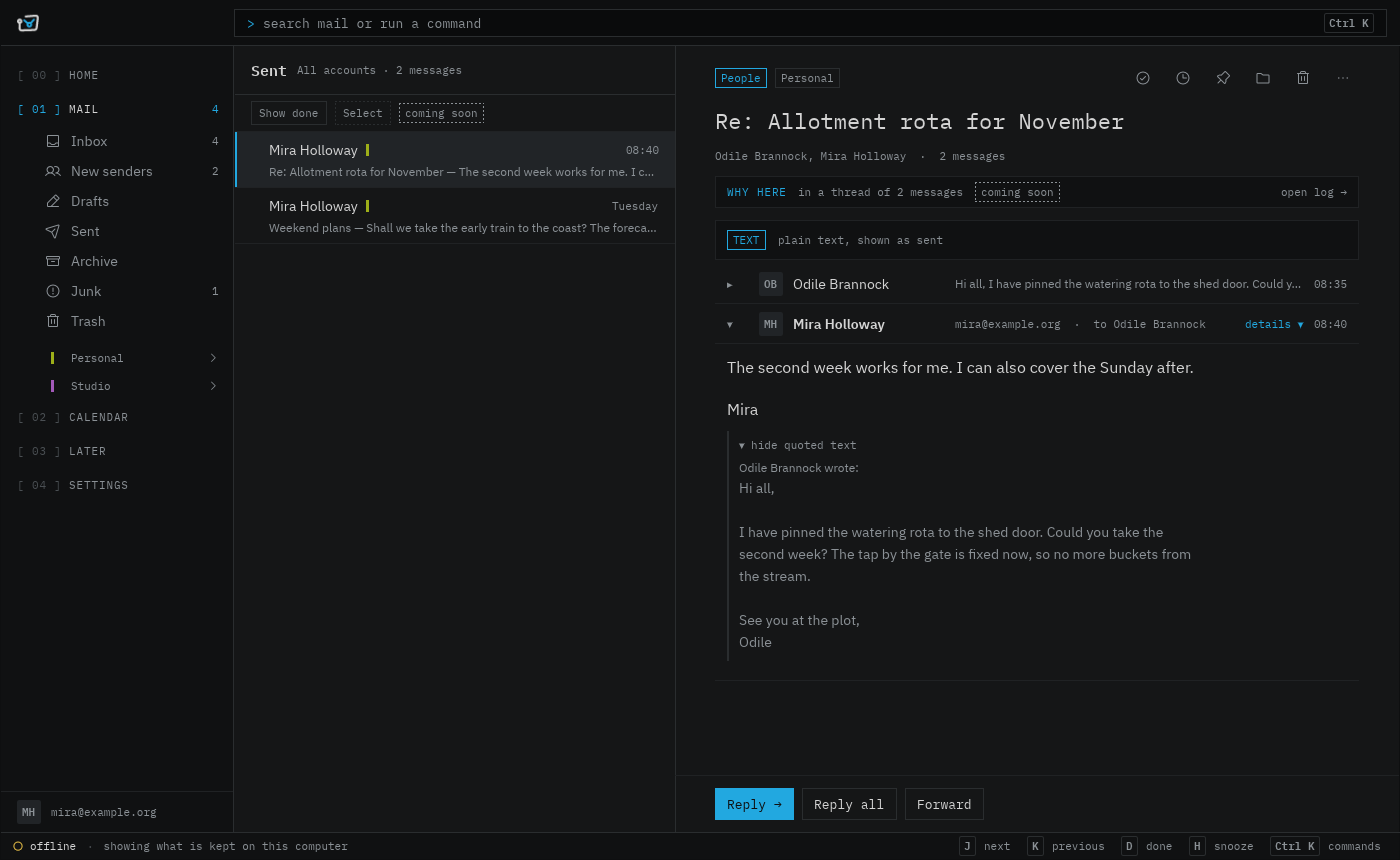 > search mail or run a command Ctrl K
[ 00 ] HOME
[ 01 ] MAIL 4
Inbox 4
New senders 2
Drafts
Sent
Archive
Junk 1
Trash
Personal
Studio
[ 02 ] CALENDAR
[ 03 ] LATER
[ 04 ] SETTINGS
MH mira@example.org
Sent All accounts · 2 messages
Show done Select coming soon
Mira Holloway 08:40
Re: Allotment rota for November — The second week works for me. I c...
Mira Holloway Tuesday
Weekend plans — Shall we take the early train to the coast? The foreca...
People Personal
Re: Allotment rota for November
Odile Brannock, Mira Holloway · 2 messages
WHY HERE in a thread of 2 messages coming soon open log →
TEXT plain text, shown as sent
▸ OB Odile Brannock Hi all, I have pinned the watering rota to the shed door. Could y... 08:35
▾ MH Mira Holloway mira@example.org · to Odile Brannock details ▾ 08:40
The second week works for me. I can also cover the Sunday after.
Mira
▾ hide quoted text
Odile Brannock wrote:
Hi all,
I have pinned the watering rota to the shed door. Could you take the
second week? The tap by the gate is fixed now, so no more buckets from
the stream.
See you at the plot,
Odile
Reply → Reply all Forward
offline · showing what is kept on this computer
J next K previous D done H snooze Ctrl K commands